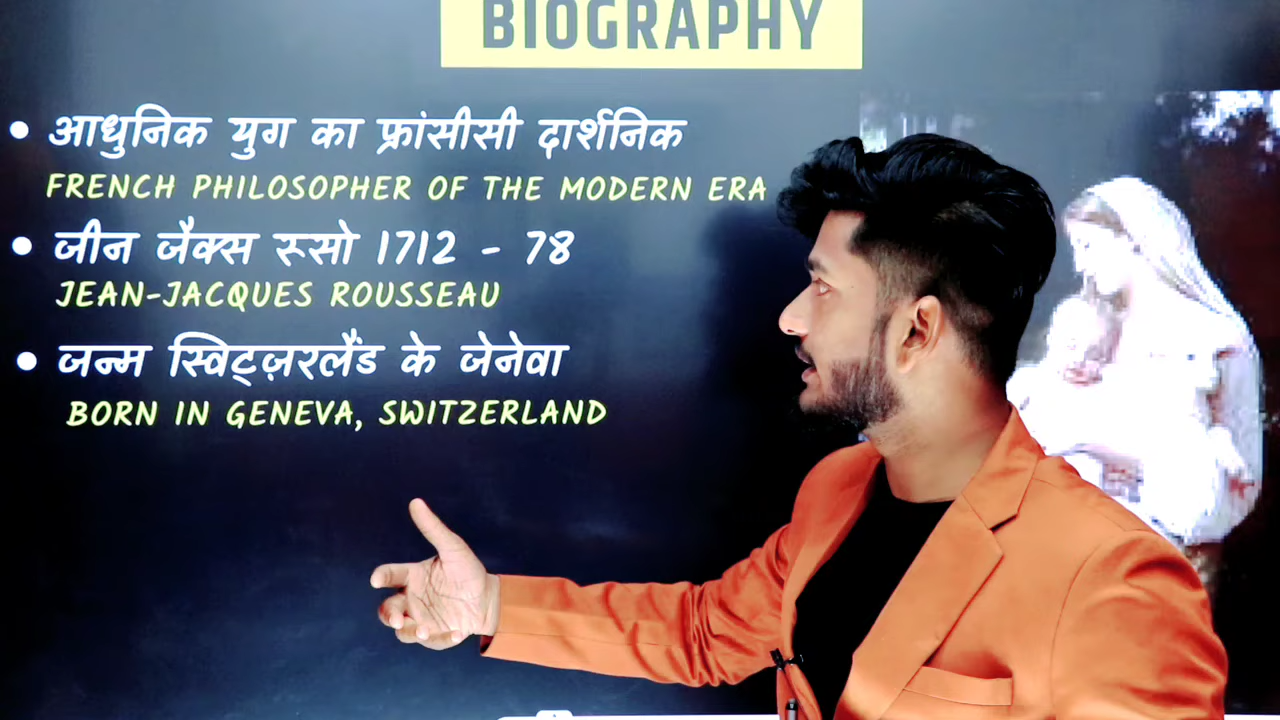 BIOGRAPHY
• आधुनिक युग का फ्रांसीसी दार्शनिक
FRENCH PHILOSOPHER OF THE MODERN ERA
• जीन जैक्स रूसो 1712 - 78
JEAN-JACQUES ROUSSEAU
• जन्म स्विट्ज़रलैंड के जेनेवा
BORN IN GENEVA, SWITZERLAND